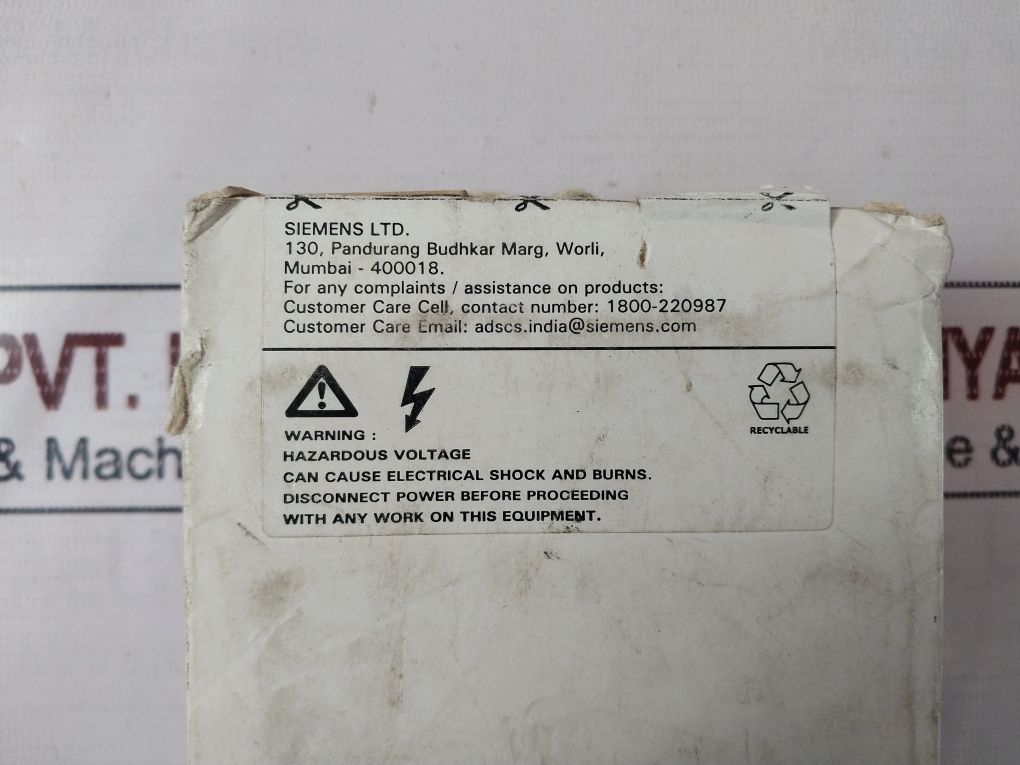 SIEMENS LTD.
130, Pandurang Budhkar Marg, Worli,
Mumbai - 400018.
For any complaints / assistance on products:
Customer Care Cell, contact number: 1800-220987
Customer Care Email: adscs.india@siemens.com
WARNING :
HAZARDOUS VOLTAGE
CAN CAUSE ELECTRICAL SHOCK AND BURNS.
DISCONNECT POWER BEFORE PROCEEDING
WITH ANY WORK ON THIS EQUIPMENT.
RECYCLABLE
PVT.
& Mach
e &